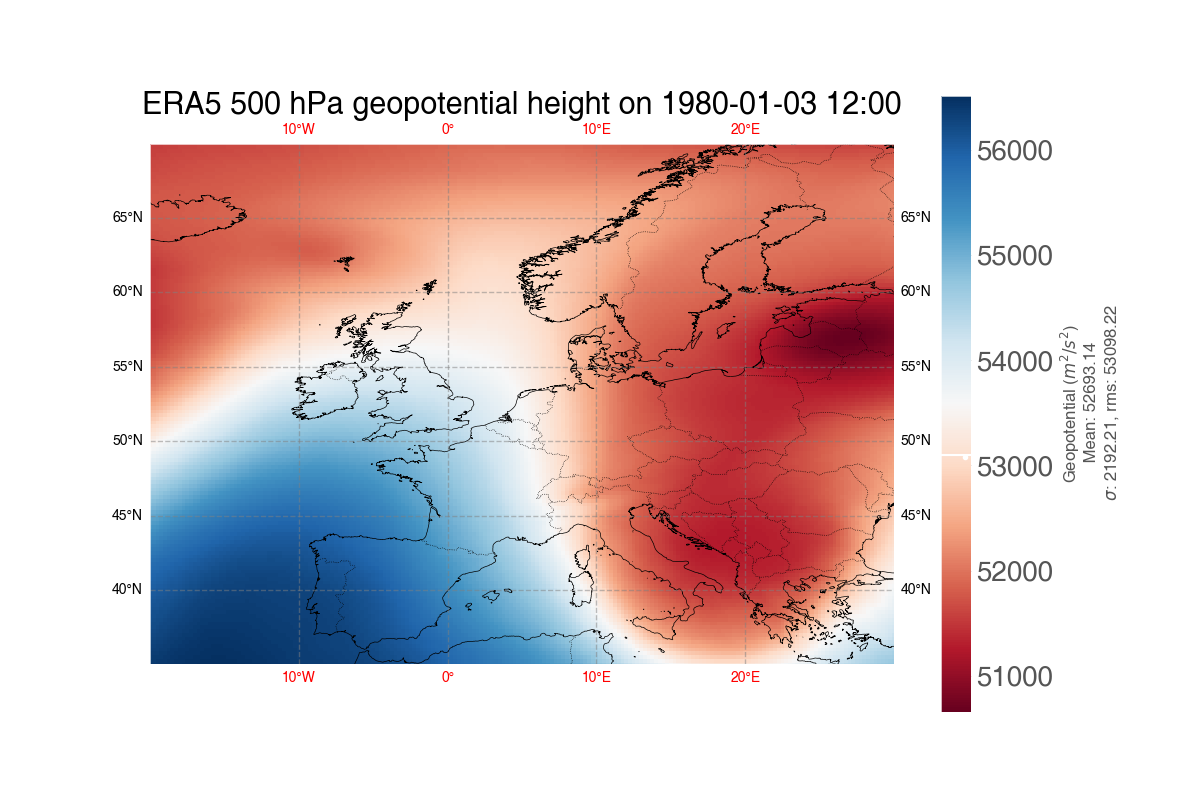 ERA5 500 hPa geopotential height on 1980-01-03 12:00
10°W 0° 10°E 20°E
65°N 65°N
60°N 60°N
55°N 55°N
50°N 50°N
45°N 45°N
40°N 40°N
10°W 0° 10°E 20°E
56000
55000
54000
53000
52000
51000
Geopotential (m²/s²)
Mean: 52693.14
σ: 2192.21, rms: 53098.22